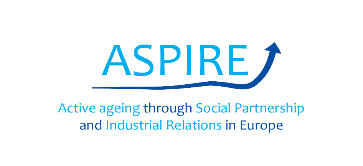 ASPIRE
Active ageing through Social Partnership
and Industrial Relations in Europe